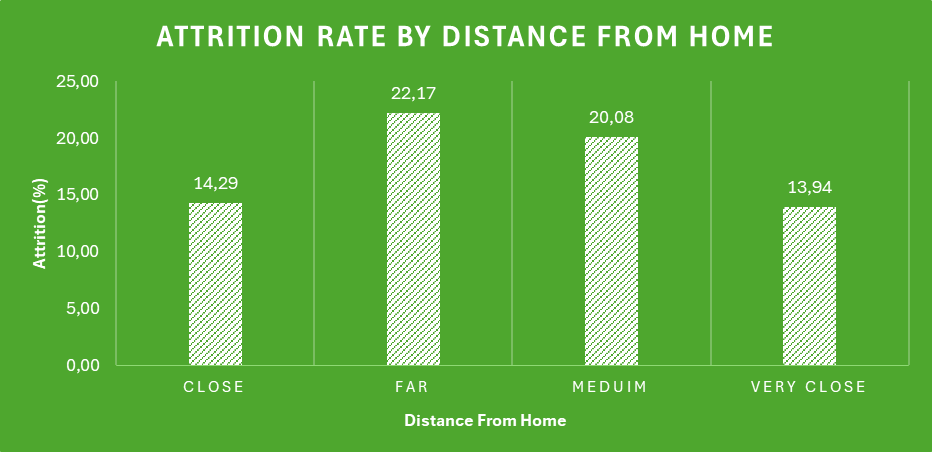 ATTRITION RATE BY DISTANCE FROM HOME
25,00
20,00
15,00
10,00
5,00
0,00
Attrition(%)
14,29
22,17
20,08
13,94
CLOSE
FAR
MEDUIM
VERY CLOSE
Distance From Home